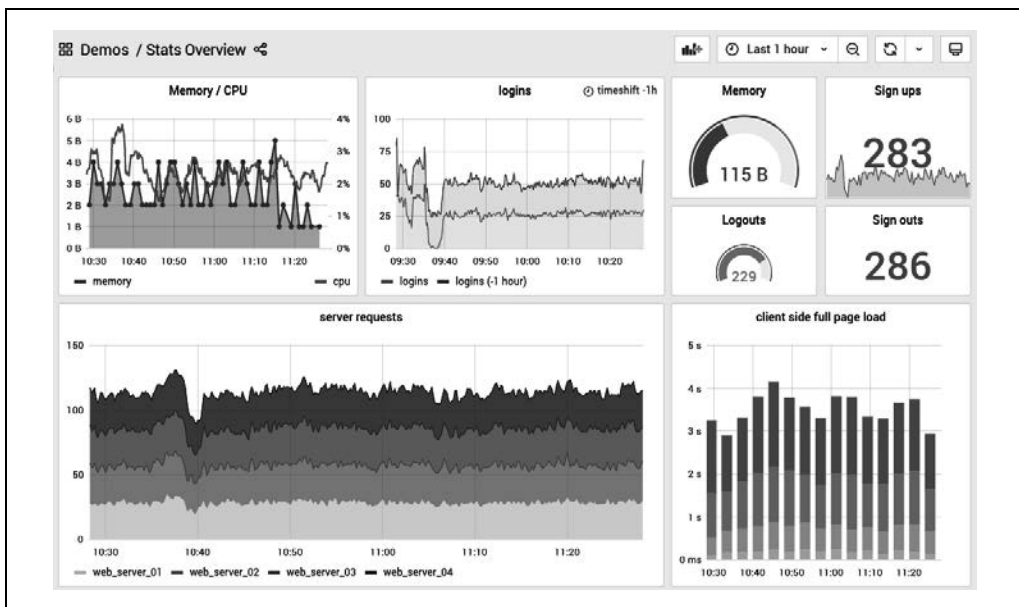 Demos / Stats Overview
Last 1 hour
Memory / CPU
6 B
5 B
4 B
3 B
2 B
1 B
0 B
4%
3%
2%
1%
0%
10:30 10:40 10:50 11:00 11:10 11:20
memory
cpu
logins
timeshift -1h
100
75
50
25
0
09:30 09:40 09:50 10:00 10:10 10:20
logins logins (-1 hour)
Memory
115 B
Sign ups
283
Logouts
229
Sign outs
286
server requests
150
100
50
0
10:30 10:40 10:50 11:00 11:10 11:20
web_server_01 web_server_02 web_server_03 web_server_04
client side full page load
5 s
4 s
3 s
2 s
1 s
0 ms
10:30 10:40 10:50 11:00 11:10 11:20